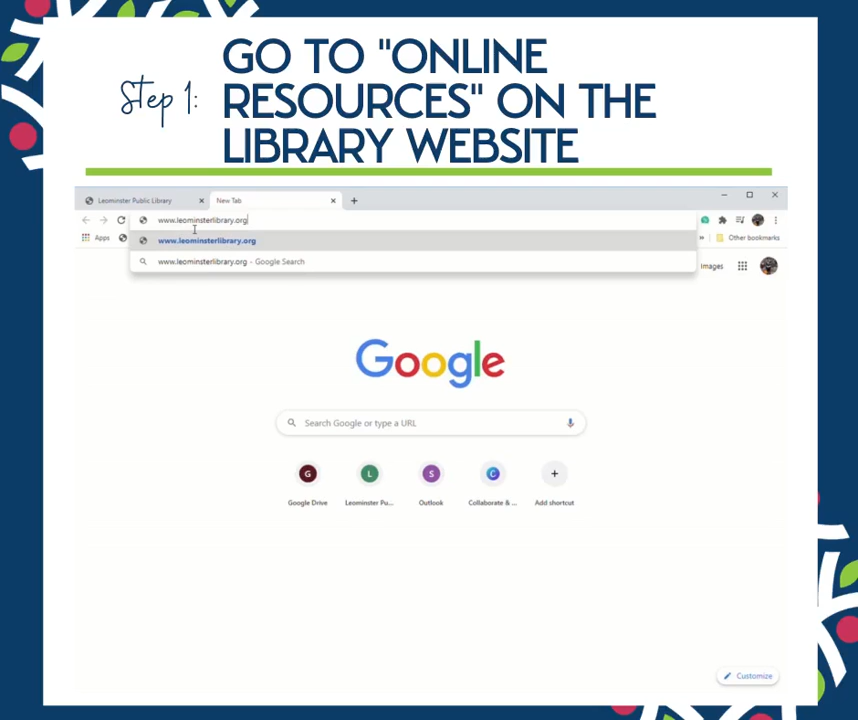 Step 1:
GO TO "ONLINE
RESOURCES" ON THE
LIBRARY WEBSITE
Leominster Public Library
New Tab
www.leominsterlibrary.org
Apps
www.leominsterlibrary.org
Other bookmarks
www.leominsterlibrary.org - Google Search
Images
Google
Search Google or type a URL
G L S C
Google Drive Leominster Pu... Outlook Collaborate & ... Add shortcut
Customize